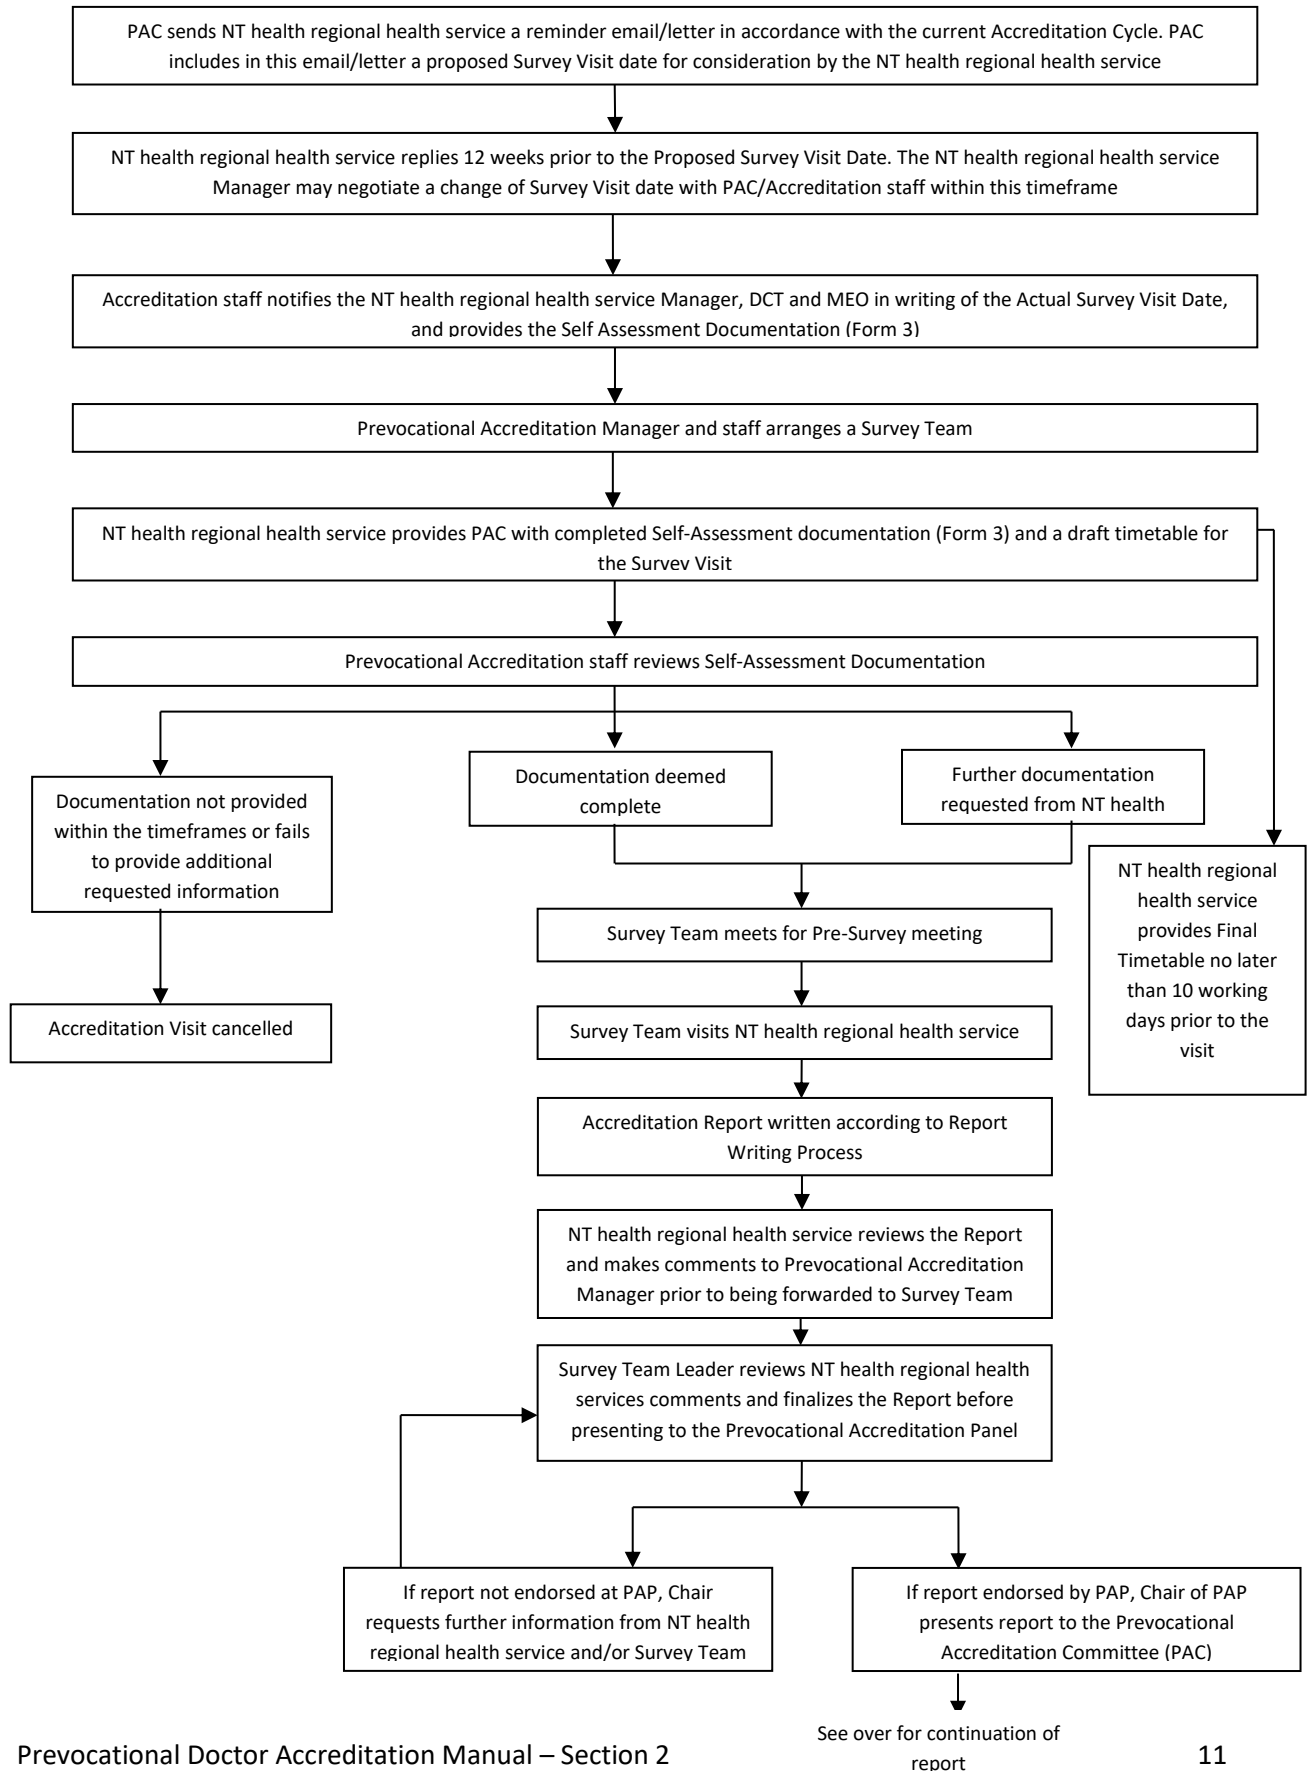 PAC sends NT health regional health service a reminder email/letter in accordance with the current Accreditation Cycle. PAC
includes in this email/letter a proposed Survey Visit date for consideration by the NT health regional health service
NT health regional health service replies 12 weeks prior to the Proposed Survey Visit Date. The NT health regional health service
Manager may negotiate a change of Survey Visit date with PAC/Accreditation staff within this timeframe
Accreditation staff notifies the NT health regional health service Manager, DCT and MEO in writing of the Actual Survey Visit Date,
and provides the Self Assessment Documentation (Form 3)
Prevocational Accreditation Manager and staff arranges a Survey Team
NT health regional health service provides PAC with completed Self-Assessment documentation (Form 3) and a draft timetable for
the Survey Visit
Prevocational Accreditation staff reviews Self-Assessment Documentation
Documentation not provided
within the timeframes or fails
to provide additional
requested information
Documentation deemed
complete
Further documentation
requested from NT health
NT health regional
health service
provides Final
Timetable no later
than 10 working
days prior to the
visit
Accreditation Visit cancelled
Survey Team meets for Pre-Survey meeting
Survey Team visits NT health regional health service
Accreditation Report written according to Report
Writing Process
NT health regional health service reviews the Report
and makes comments to Prevocational Accreditation
Manager prior to being forwarded to Survey Team
Survey Team Leader reviews NT health regional health
services comments and finalizes the Report before
presenting to the Prevocational Accreditation Panel
If report not endorsed at PAP, Chair
requests further information from NT health
regional health service and/or Survey Team
If report endorsed by PAP, Chair of PAP
presents report to the Prevocational
Accreditation Committee (PAC)
See over for continuation of
report
Prevocational Doctor Accreditation Manual – Section 2
11